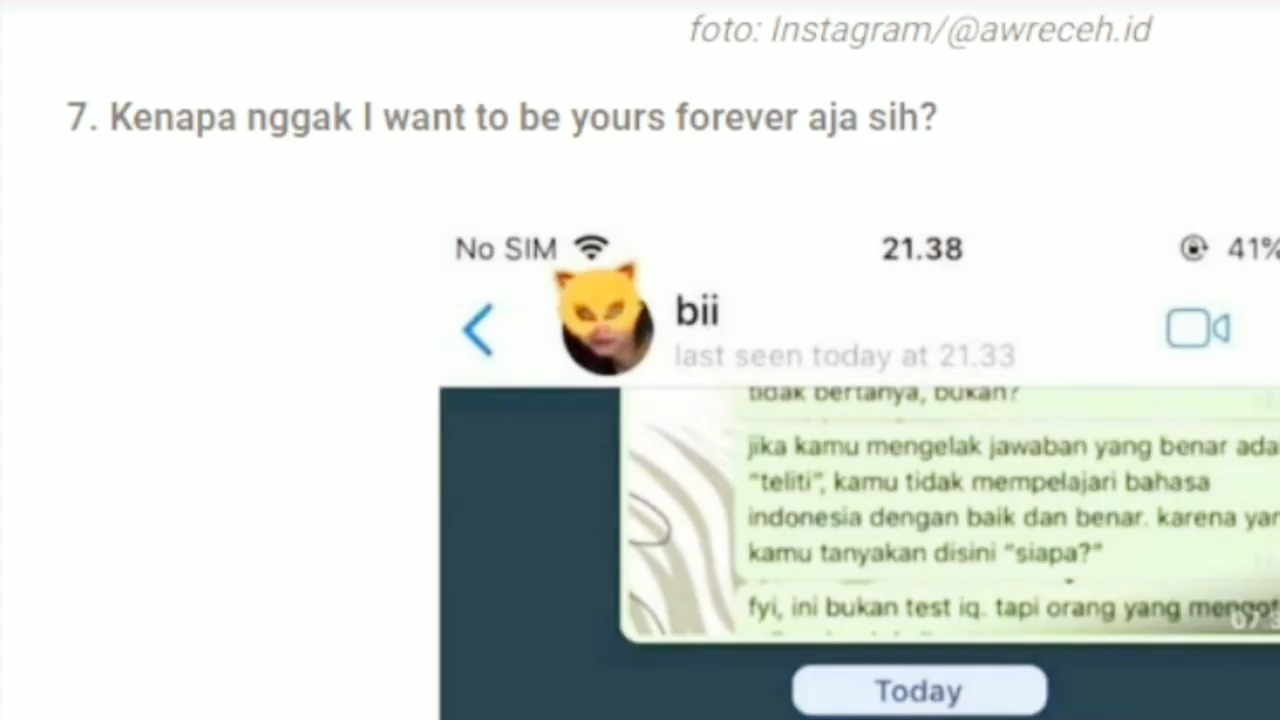 foto: Instagram/@awreceh.id
7. Kenapa nggak I want to be yours forever aja sih?
No SIM 21.38 41%
bii
last seen today at 21.33
tidak bertanya, bukan?
jika kamu mengelak jawaban yang benar ada
"teliti", kamu tidak mempelajari bahasa
indonesia dengan baik dan benar. karena yan
kamu tanyakan disini "siapa?"
fyi, ini bukan test iq. tapi orang yang
Today